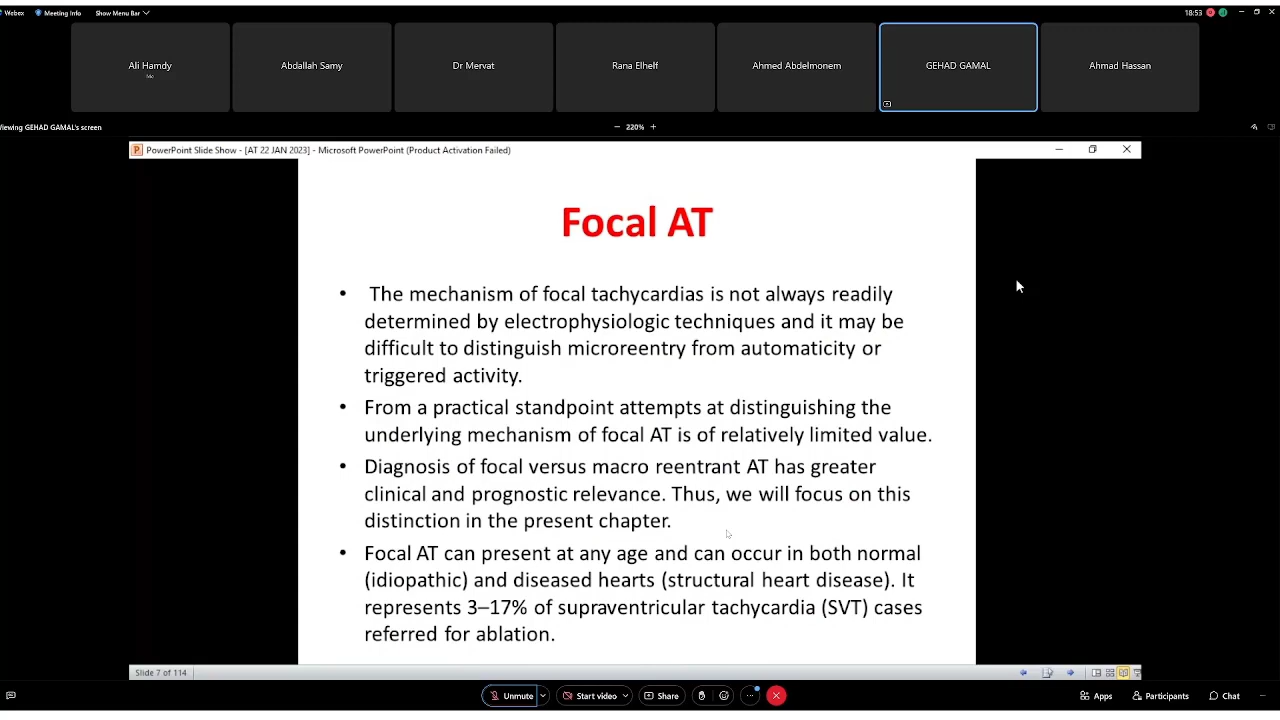 Webex Meeting Info Show Menu Bar 18:53
Ali Hamdy
Abdallah Samy
Dr Mervat
Rana Elhelf
Ahmed Abdelmonem
GEHAD GAMAL
Ahmad Hassan
Viewing GEHAD GAMAL's screen
220%
PowerPoint Slide Show - [AT 22 JAN 2023] - Microsoft PowerPoint (Product Activation Failed)
Focal AT
• The mechanism of focal tachycardias is not always readily
determined by electrophysiologic techniques and it may be
difficult to distinguish microreentry from automaticity or
triggered activity.
• From a practical standpoint attempts at distinguishing the
underlying mechanism of focal AT is of relatively limited value.
• Diagnosis of focal versus macro reentrant AT has greater
clinical and prognostic relevance. Thus, we will focus on this
distinction in the present chapter.
• Focal AT can present at any age and can occur in both normal
(idiopathic) and diseased hearts (structural heart disease). It
represents 3–17% of supraventricular tachycardia (SVT) cases
referred for ablation.
Slide 7 of 114
Unmute Start video Share Apps Participants Chat